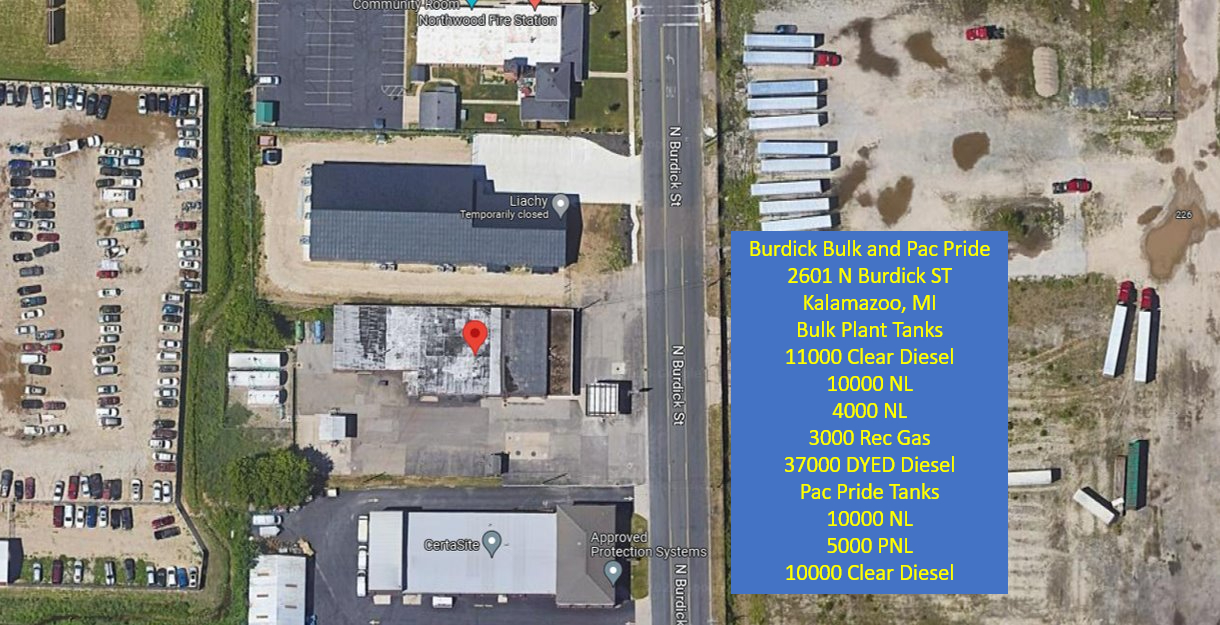 Community Room
Northwood Fire Station
N Burdick St
Liachy
Temporarily closed
226
Burdick Bulk and Pac Pride
2601 N Burdick ST
Kalamazoo, MI
Bulk Plant Tanks
11000 Clear Diesel
10000 NL
4000 NL
3000 Rec Gas
37000 DYED Diesel
Pac Pride Tanks
10000 NL
5000 PNL
10000 Clear Diesel
N Burdick St
CertaSite
Approved
Protection Systems
N Burdick